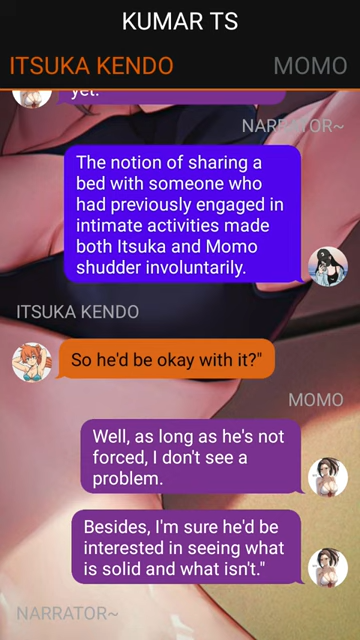 KUMAR TS
ITSUKA KENDO
MOMO
yet.
NARRATOR~
The notion of sharing a
bed with someone who
had previously engaged in
intimate activities made
both Itsuka and Momo
shudder involuntarily.
ITSUKA KENDO
So he'd be okay with it?"
MOMO
Well, as long as he's not
forced, I don't see a
problem.
Besides, I'm sure he'd be
interested in seeing what
is solid and what isn't."
NARRATOR~